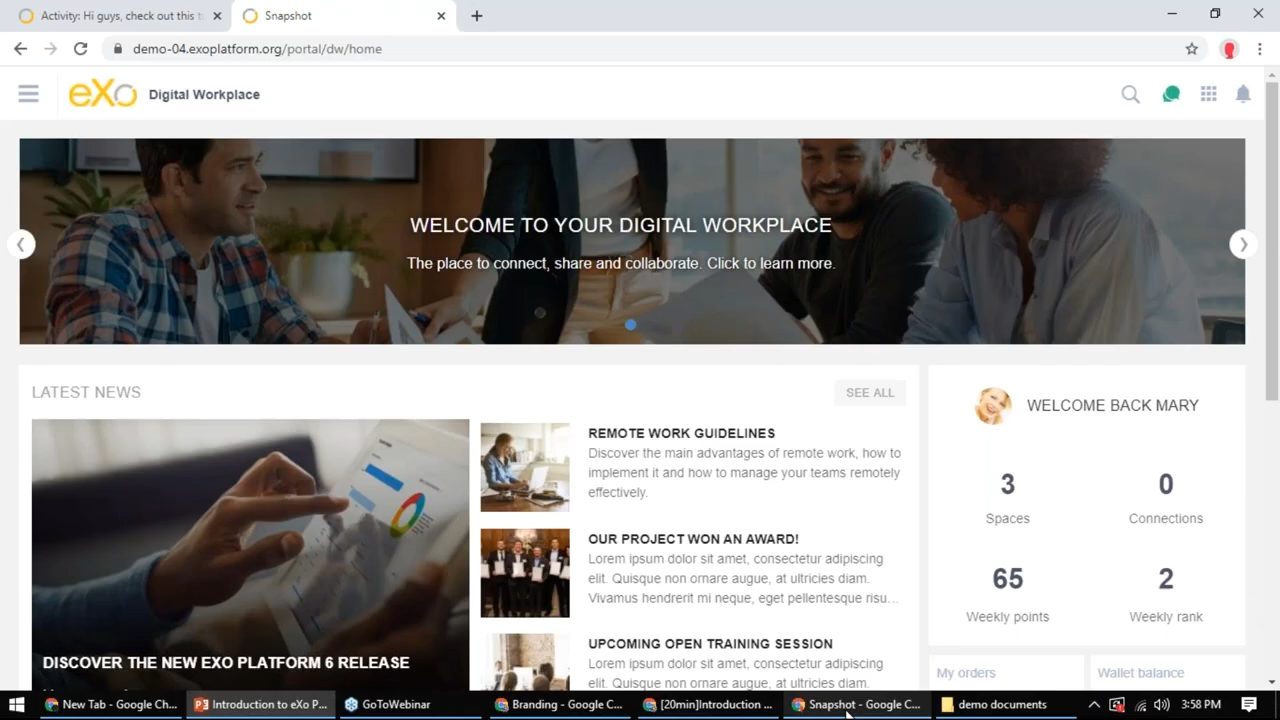 Activity: Hi guys, check out this
Snapshot
demo-04.exoplatform.org/portal/dw/home
eXo Digital Workplace
WELCOME TO YOUR DIGITAL WORKPLACE
The place to connect, share and collaborate. Click to learn more.
LATEST NEWS
SEE ALL
DISCOVER THE NEW EXO PLATFORM 6 RELEASE
REMOTE WORK GUIDELINES
Discover the main advantages of remote work, how to
implement it and how to manage your teams remotely
effectively.
OUR PROJECT WON AN AWARD!
Lorem ipsum dolor sit amet, consectetur adipiscing
elit. Quisque non ornare augue, at ultricies diam.
Vivamus hendrerit mi neque, eget pellentesque risu...
UPCOMING OPEN TRAINING SESSION
Lorem ipsum dolor sit amet, consectetur adipiscing
elit. Quisque non ornare augue, at ultricies diam.
WELCOME BACK MARY
3
0
Spaces
Connections
65
2
Weekly points
Weekly rank
My orders
Wallet balance
New Tab - Google Ch...
Introduction to eXo P...
GoToWebinar
Branding - Google C...
[20min]Introduction ...
Snapshot - Google C...
demo documents
3:58 PM